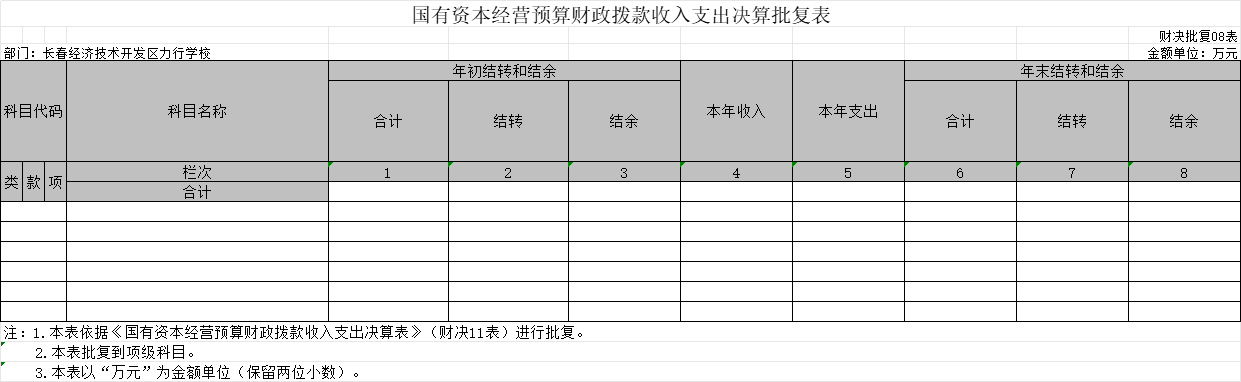 国有资本经营预算财政拨款收入支出决算批复表
财决批复08表
部门：长春经济技术开发区力行学校
金额单位：万元
科目代码 科目名称 年初结转和结余 本年收入 本年支出 年末结转和结余
合计 结转 结余 合计 结转 结余
类 款 项 栏次 1 2 3 4 5 6 7 8
合计
注：1.本表依据《国有资本经营预算财政拨款收入支出决算表》（财决11表）进行批复。
2.本表批复到项级科目。
3.本表以“万元”为金额单位（保留两位小数）。